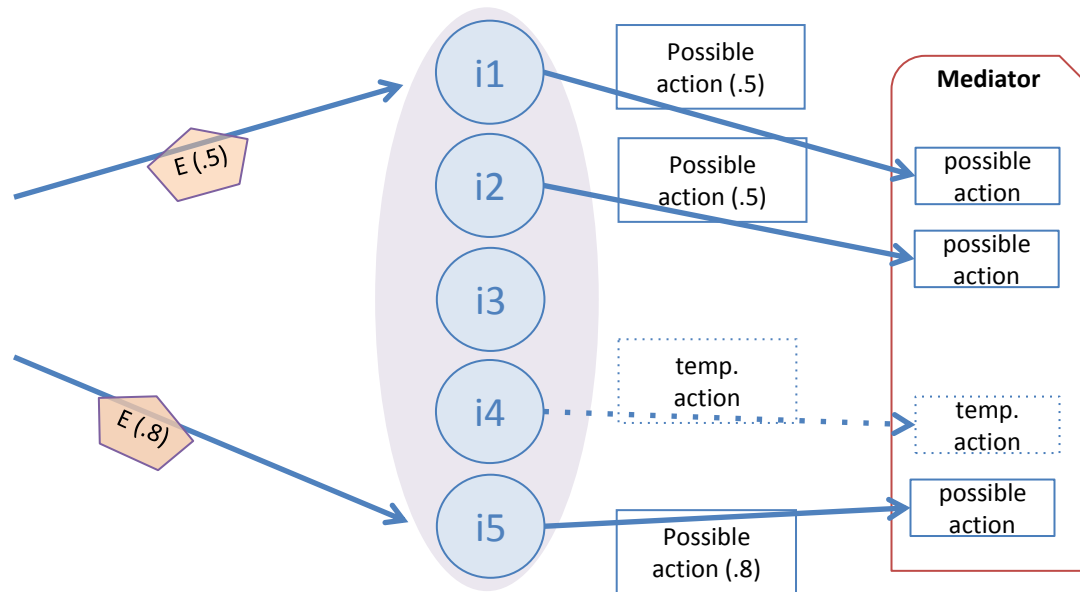 E (.5)
E (.8)
i1
i2
i3
i4
i5
Possible
action (.5)
Possible
action (.5)
temp.
action
Possible
action (.8)
Mediator
possible
action
possible
action
temp.
action
possible
action